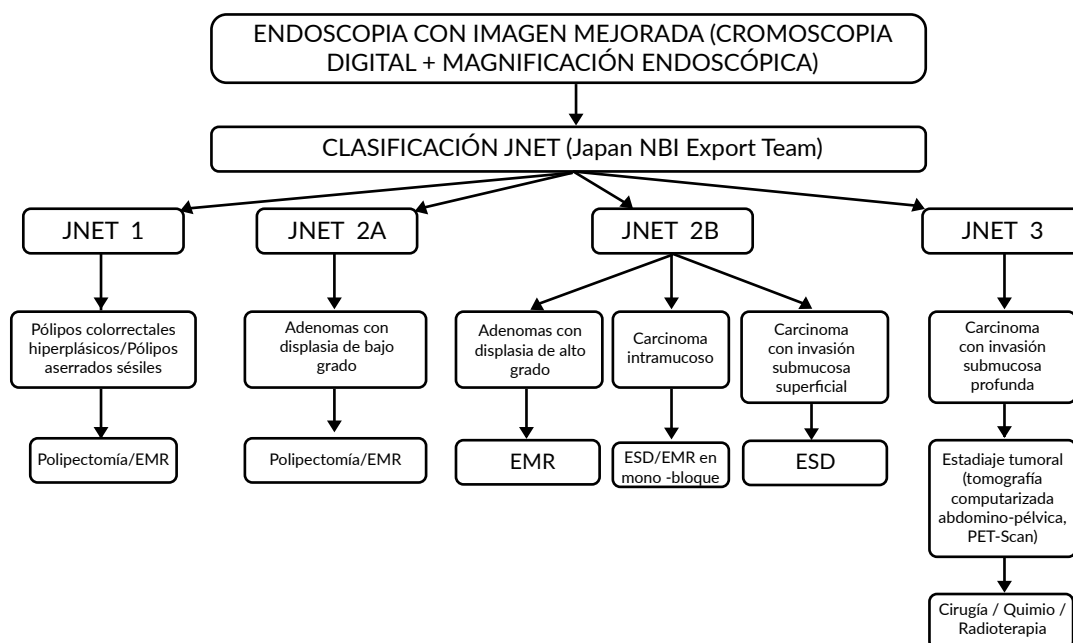 ENDOSCOPIA CON IMAGEN MEJORADA (CROMOSCOPIA
DIGITAL + MAGNIFICACIÓN ENDOSCÓPICA)
CLASIFICACIÓN JNET (Japan NBI Export Team)
JNET 1
JNET 2A
JNET 2B
JNET 3
Pólipos colorrectales
hiperplásicos/Pólipos
aserrados sésiles
Adenomas con
displasia de bajo
grado
Adenomas con
displasia de alto
grado
Carcinoma
intramucoso
Carcinoma
con invasión
submucosa
superficial
Carcinoma
con invasión
submucosa
profunda
Polipectomía/EMR
Polipectomía/EMR
EMR
ESD/EMR en
mono -bloque
ESD
Estadiaje tumoral
(tomografía
computarizada
abdomino-pélvica,
PET-Scan)
Cirugía / Quimio /
Radioterapia